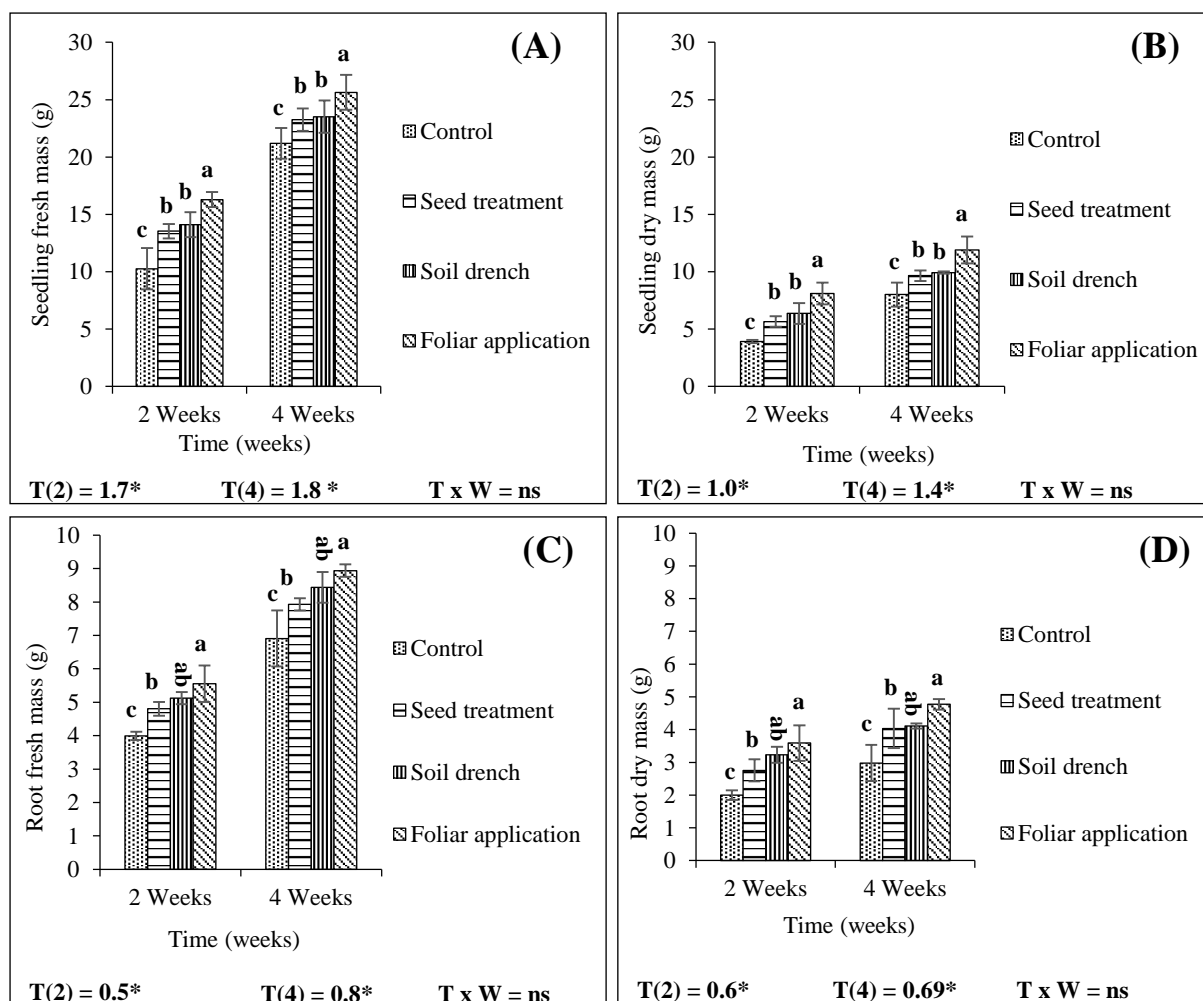 (A)
Seedling fresh mass (g)
30
25
20
15
10
5
0
c b b a
c b b a
2 Weeks 4 Weeks
Time (weeks)
Control
Seed treatment
Soil drench
Foliar application
T(2) = 1.7* T(4) = 1.8 * T x W = ns
(B)
Seedling dry mass (g)
30
25
20
15
10
5
0
c b b a
c b b a
2 Weeks 4 Weeks
Time (weeks)
Control
Seed treatment
Soil drench
Foliar application
T(2) = 1.0* T(4) = 1.4* T x W = ns
(C)
Root fresh mass (g)
10
9
8
7
6
5
4
3
2
1
0
c b ab a
c b ab a
2 Weeks 4 Weeks
Time (weeks)
Control
Seed treatment
Soil drench
Foliar application
T(2) = 0.5* T(4) = 0.8* T x W = ns
(D)
Root dry mass (g)
10
9
8
7
6
5
4
3
2
1
0
c b ab a
c b ab a
2 Weeks 4 Weeks
Time (weeks)
Control
Seed treatment
Soil drench
Foliar application
T(2) = 0.6* T(4) = 0.69* T x W = ns